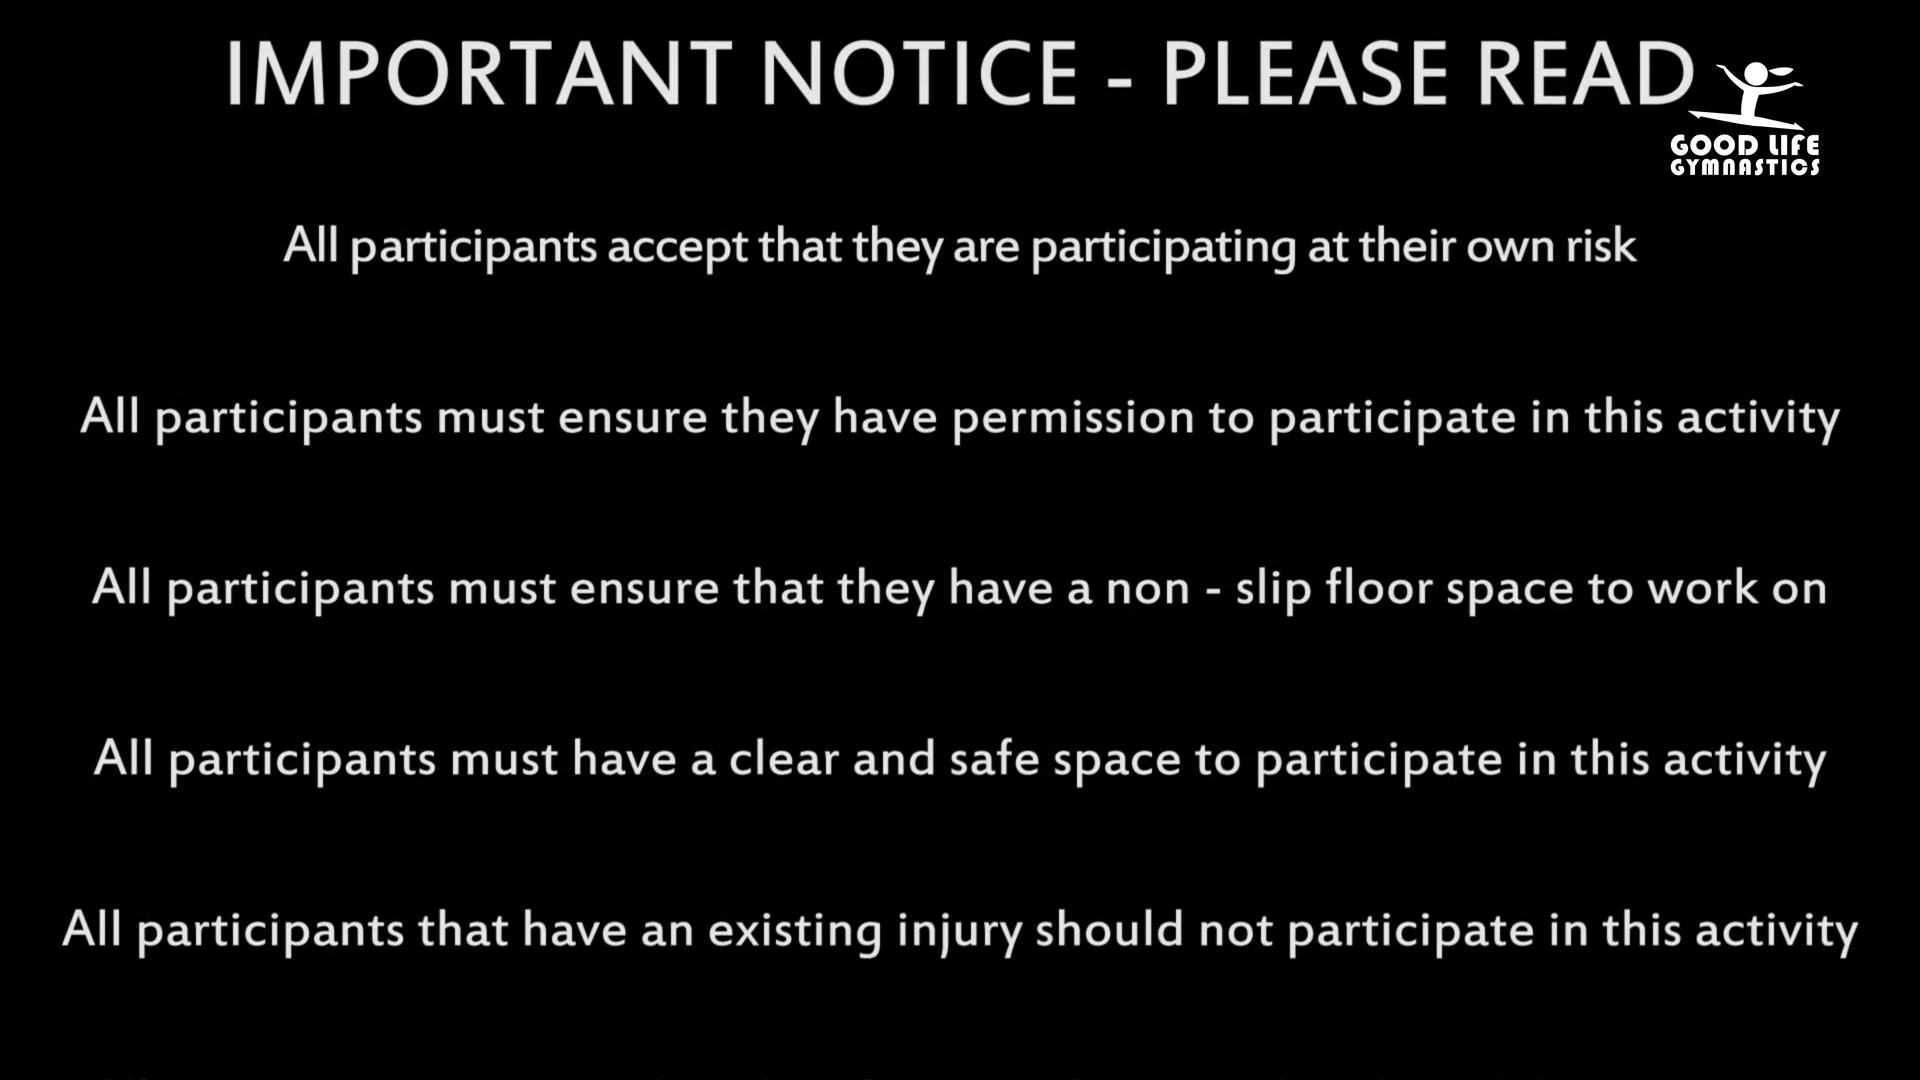 IMPORTANT NOTICE - PLEASE READ
GOOD LIFE
GYMNASTICS
All participants accept that they are participating at their own risk
All participants must ensure they have permission to participate in this activity
All participants must ensure that they have a non - slip floor space to work on
All participants must have a clear and safe space to participate in this activity
All participants that have an existing injury should not participate in this activity